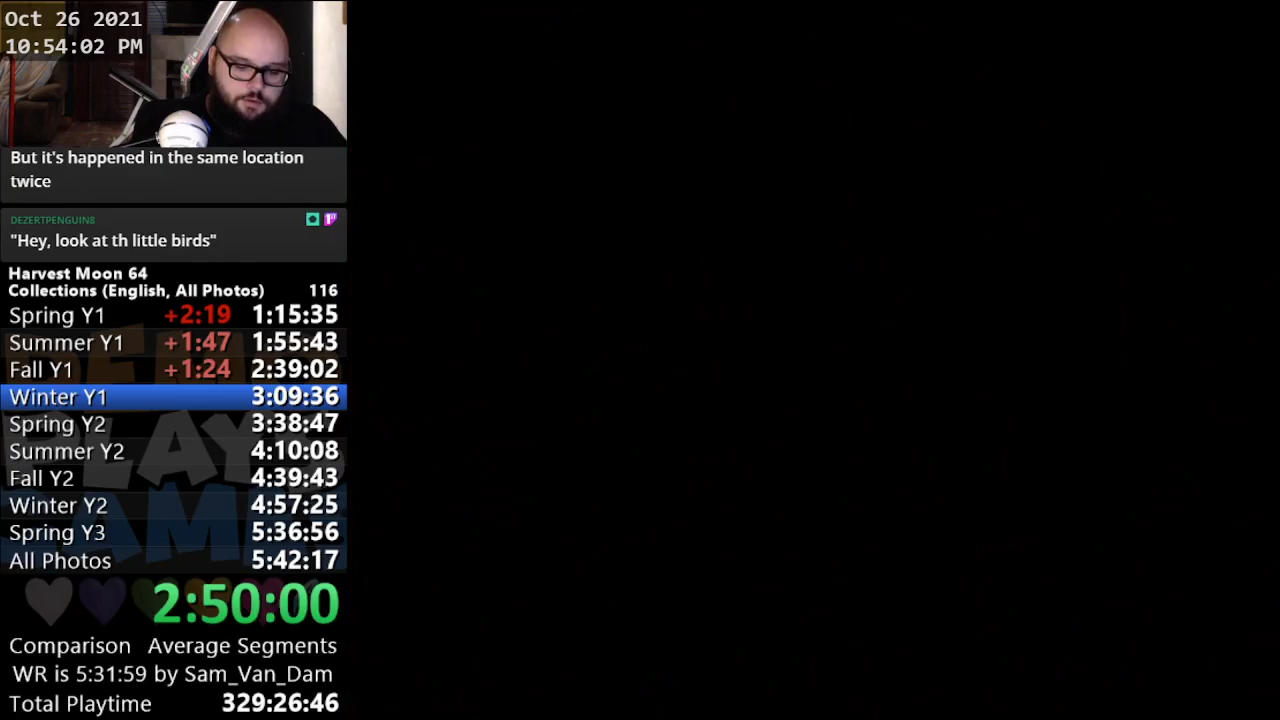 Oct 26 2021
10:54:02 PM
But it's happened in the same location
twice
DEZERTPENGUIN8
"Hey, look at th little birds"
Harvest Moon 64
Collections (English, All Photos) 116
Spring Y1 +2:19 1:15:35
Summer Y1 +1:47 1:55:43
Fall Y1 +1:24 2:39:02
Winter Y1 3:09:36
Spring Y2 3:38:47
Summer Y2 4:10:08
Fall Y2 4:39:43
Winter Y2 4:57:25
Spring Y3 5:36:56
All Photos 5:42:17
2:50:00
Comparison Average Segments
WR is 5:31:59 by Sam_Van_Dam
Total Playtime 329:26:46